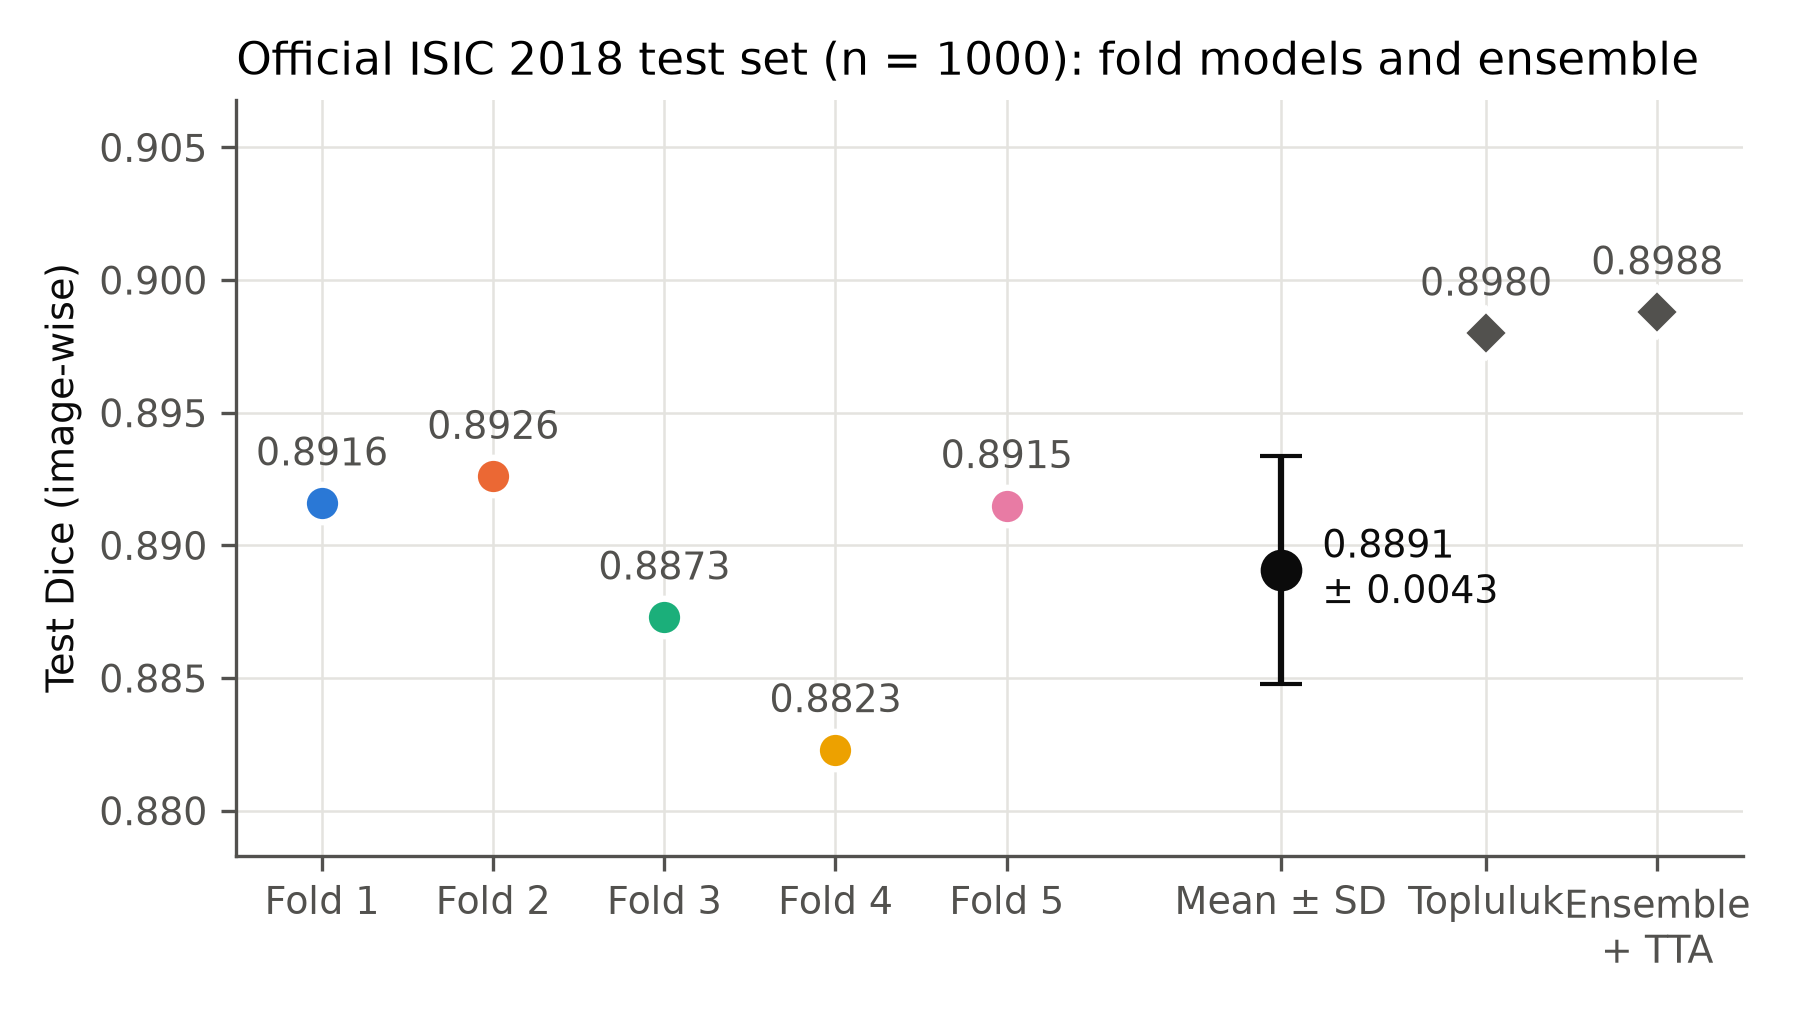 Official ISIC 2018 test set (n = 1000): fold models and ensemble
Test Dice (image-wise)
0.905
0.900
0.895
0.890
0.885
0.880
0.8916
0.8926
0.8873
0.8823
0.8915
0.8891
± 0.0043
0.8980
0.8988
Fold 1
Fold 2
Fold 3
Fold 4
Fold 5
Mean ± SD
Topluluk
Ensemble
+ TTA